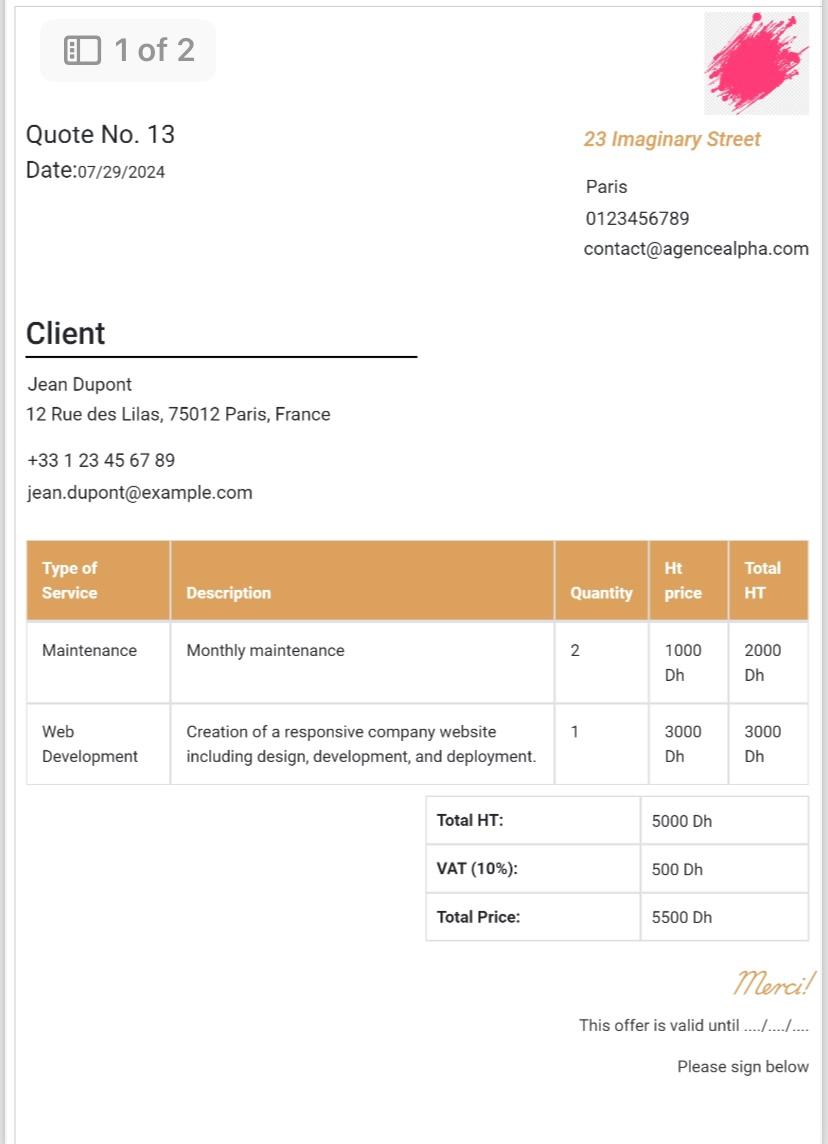 1 of 2
Quote No. 13
Date:07/29/2024
23 Imaginary Street
Paris
0123456789
contact@agencealpha.com
Client
Jean Dupont
12 Rue des Lilas, 75012 Paris, France
+33 1 23 45 67 89
jean.dupont@example.com
Type of
Service
Description
Quantity
Ht
price
Total
HT
Maintenance
Monthly maintenance
2
1000
Dh
2000
Dh
Web
Development
Creation of a responsive company website
including design, development, and deployment.
1
3000
Dh
3000
Dh
Total HT:
5000 Dh
VAT (10%):
500 Dh
Total Price:
5500 Dh
Merci!
This offer is valid until ..../..../....
Please sign below